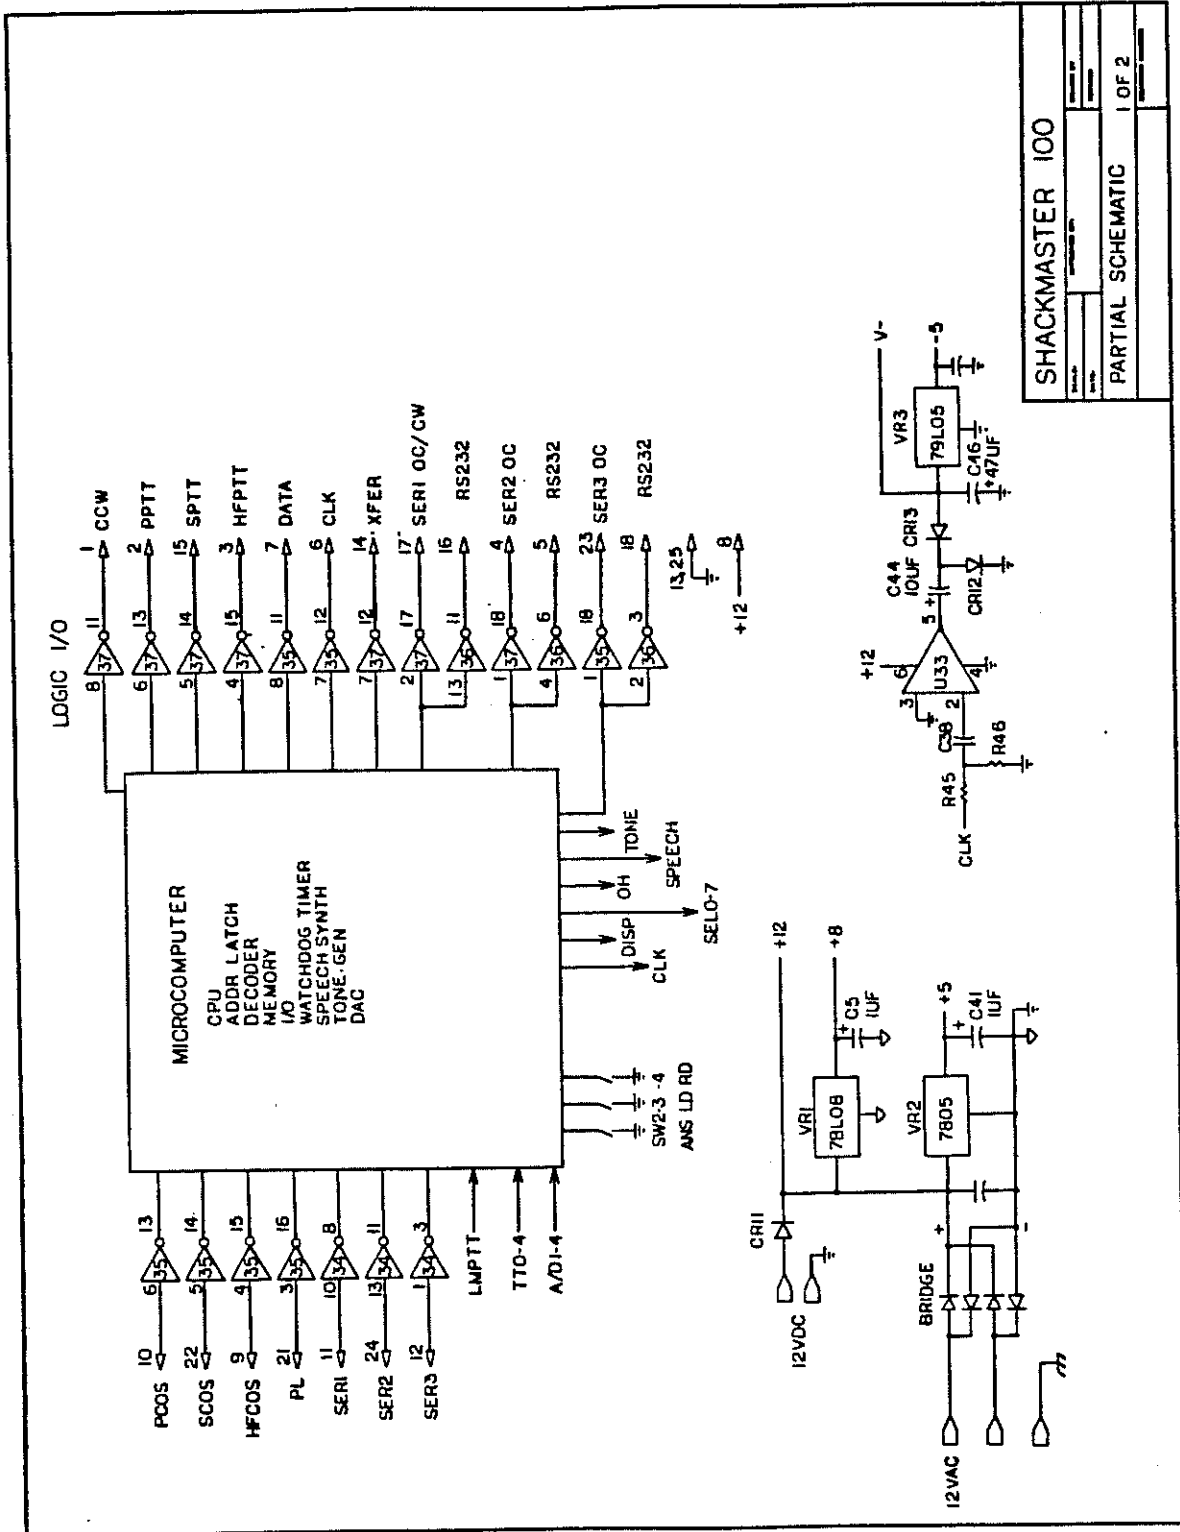 LOGIC I/O
MICROCOMPUTER
CPU
ADDR LATCH
DECODER
MEMORY
I/O
WATCHDOG TIMER
SPEECH SYNTH
TONE-GEN
DAC
PCOS 10 6 35 13
SCOS 22 5 35 14
HFCOS 9 4 35 15
PL 21 3 35 16
SER1 11 10 34 8
SER2 24 13 34 11
SER3 12 1 34 3
LMPTT
TTO-4
A/D1-4
8 37 11 1 CCW
6 37 13 2 PPTT
5 37 14 15 SPTT
4 37 15 3 HFPTT
8 35 11 7 DATA
7 35 12 6 CLK
7 37 12 14 XFER
2 37 17 17 SER1 OC/CW
13 36 11 16 RS232
1 37 18 4 SER2 OC
4 36 6 5 RS232
1 35 18 23 SER3 OC
2 36 3 18 RS232
13,25
+12 8
SW2-3-4
ANS LD RD
CLK
DISP
SEL0-7
OH
SPEECH
TONE
12VDC
CR11
+12
VR1
78L08
+8
+ C5
1UF
12VAC
BRIDGE
+
-
VR2
7805
+5
+ C41
1UF
CLK
R45
R46
C38
+12
3
2
6
4
U33
5
+
C44
10UF
CR12
CR13
C46
+47UF
VR3
79L05
V-
-5
SHACKMASTER 100
PARTIAL SCHEMATIC 1 OF 2